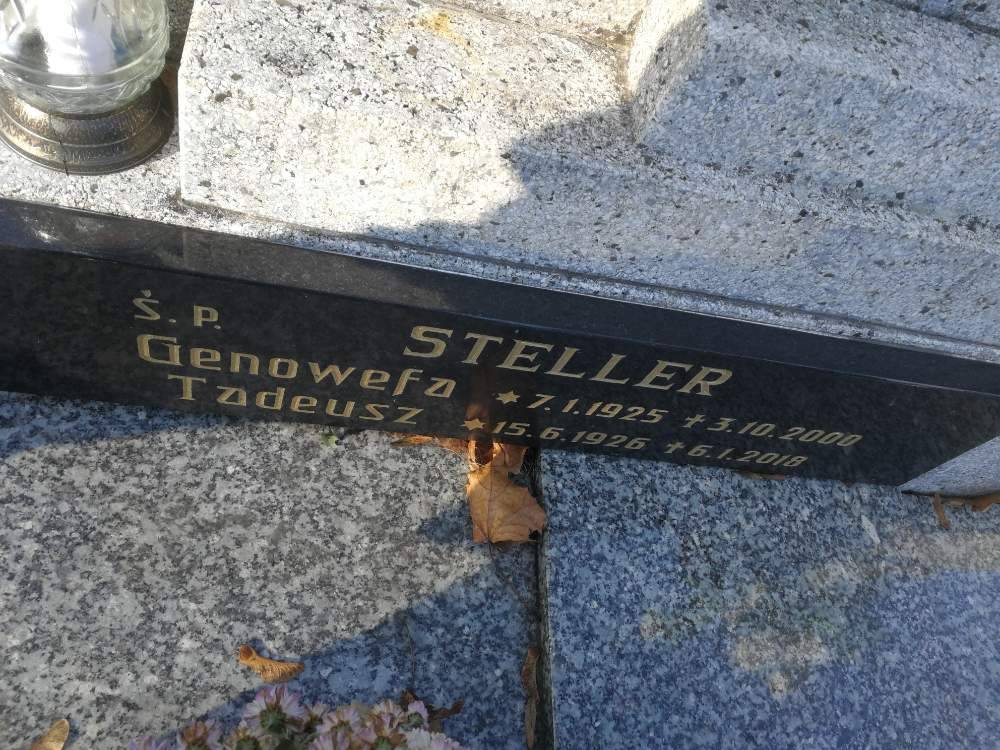 Ś. P.
STELLER
Genowefa ★ 7.1.1925 ✝ 3.10.2000
Tadeusz ★ 15.6.1926 ✝ 6.1.2018